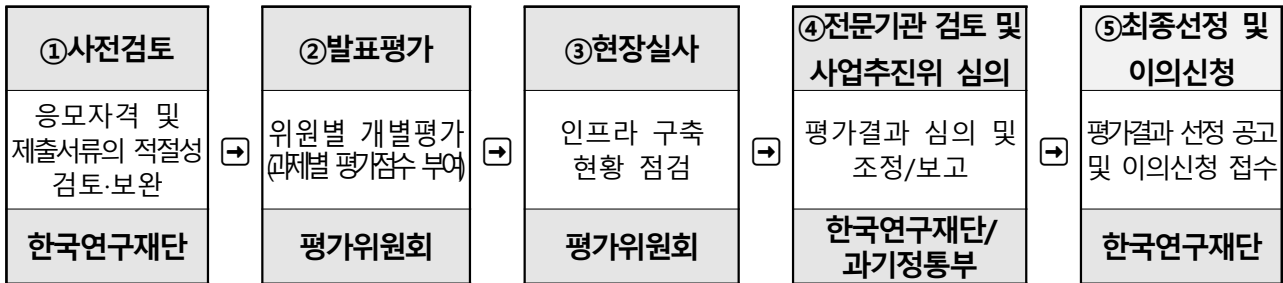 ①사전검토
응모자격 및
제출서류의 적절성
검토·보완
한국연구재단
➡
②발표평가
위원별 개별평가
(과제별 평가점수 부여)
평가위원회
➡
③현장실사
인프라 구축
현황 점검
평가위원회
➡
④전문기관 검토 및
사업추진위 심의
평가결과 심의 및
조정/보고
한국연구재단/
과기정통부
➡
⑤최종선정 및
이의신청
평가결과 선정 공고
및 이의신청 접수
한국연구재단